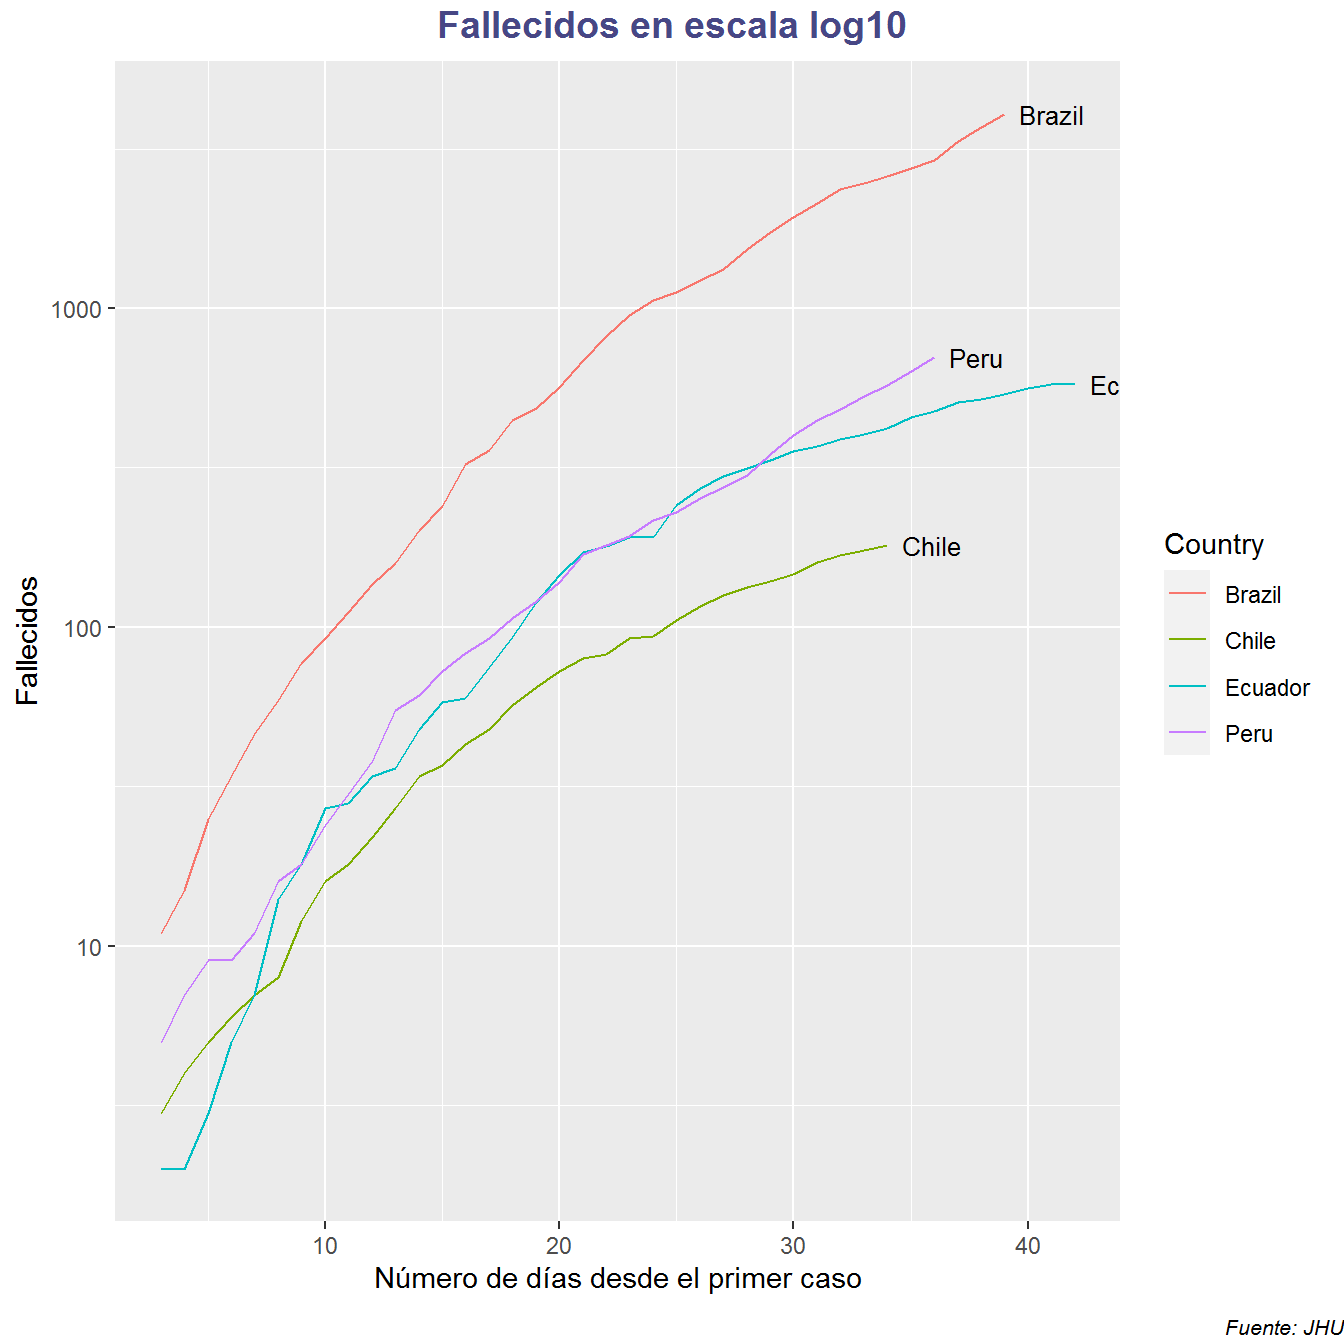 Fallecidos en escala log10
Fallecidos
1000
100
10
Brazil
Peru
Ec
Chile
10 20 30 40
Número de días desde el primer caso
Country
Brazil
Chile
Ecuador
Peru
Fuente: JHU